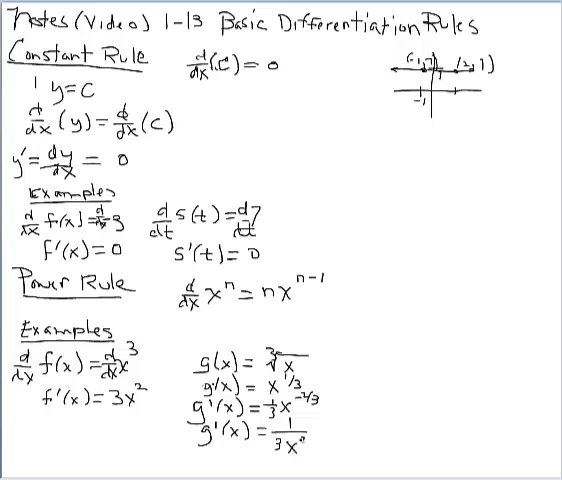 Notes (Video) 1-13 Basic Differentiation Rules
Constant Rule d/dx (c) = 0
y = c
d/dx (y) = d/dx (c)
y' = dy/dx = 0
Examples
d/dx f(x) = d/dx 3 d/dt s(t) = d/dt 7
f'(x) = 0 s'(t) = 0
Power Rule d/dx x^n = nx^(n-1)
Examples
d/dx f(x) = d/dx x^3 g(x) = ∛x
g(x) = x^(1/3)
f'(x) = 3x^2 g'(x) = 1/3 x^(-2/3)
g'(x) = 1/3x